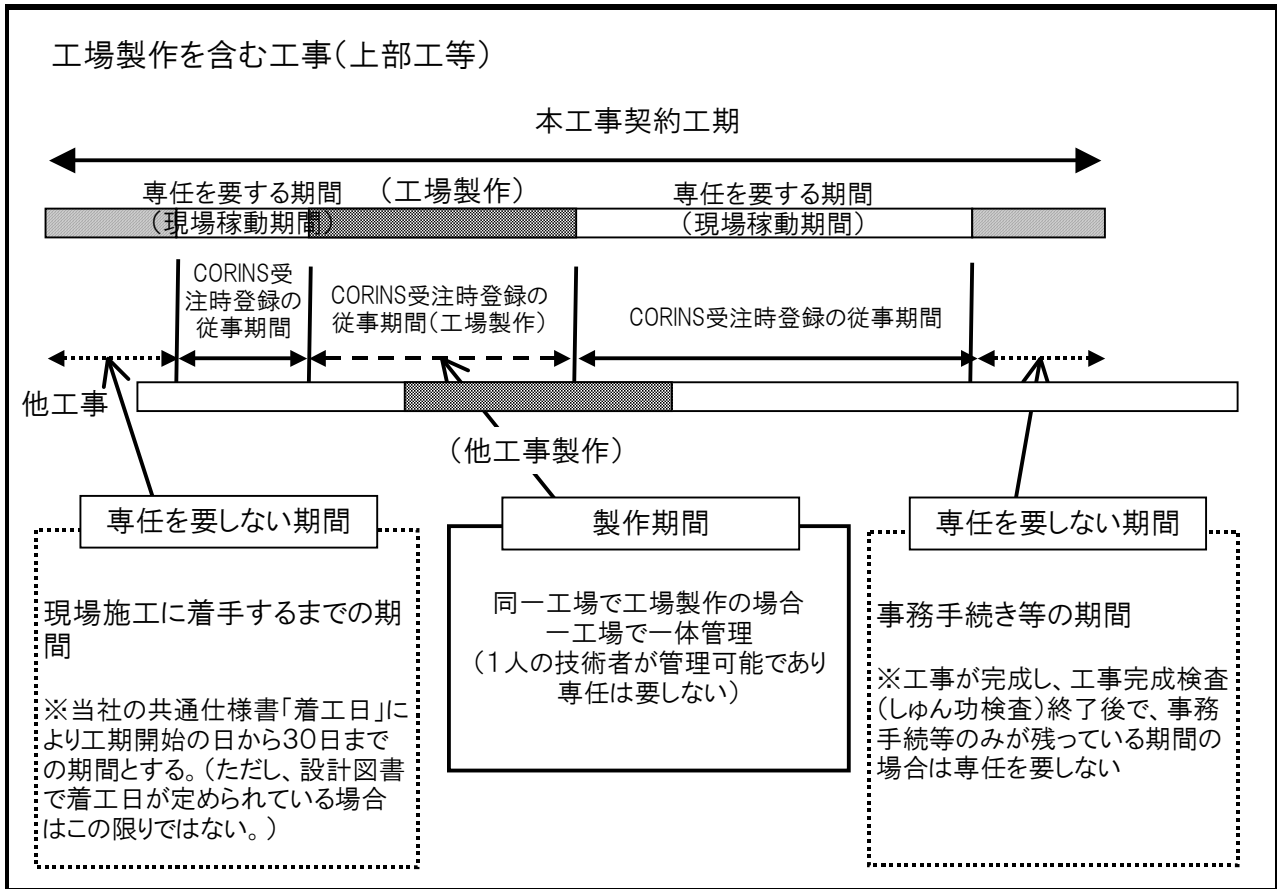 工場製作を含む工事（上部工等）
本工事契約工期
専任を要する期間
（工場製作）
専任を要する期間
（現場稼動期間）
（現場稼動期間）
CORINS受
注時登録の
従事期間
CORINS受注時登録の
従事期間（工場製作）
CORINS受注時登録の従事期間
他工事
（他工事製作）
専任を要しない期間
現場施工に着手するまでの期
間
※当社の共通仕様書「着工日」に
より工期開始の日から３０日まで
の期間とする。（ただし、設計図書
で着工日が定められている場合
はこの限りではない。）
製作期間
同一工場で工場製作の場合
一工場で一体管理
（１人の技術者が管理可能であり
専任は要しない）
専任を要しない期間
事務手続き等の期間
※工事が完成し、工事完成検査
（しゅん功検査）終了後で、事務
手続等のみが残っている期間の
場合は専任を要しない